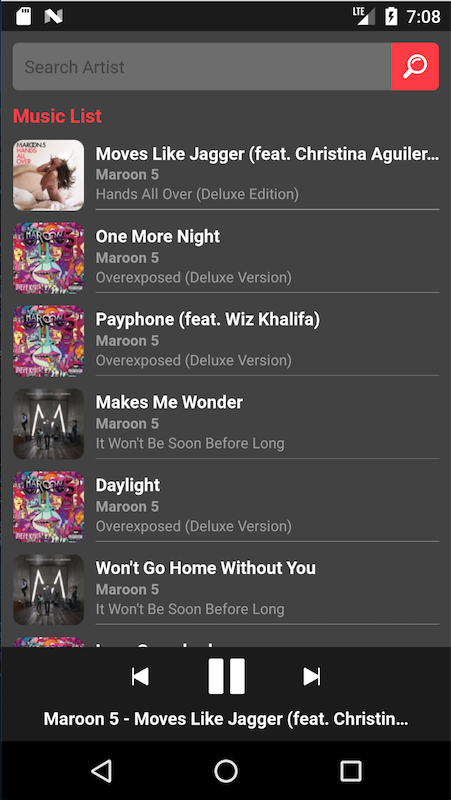 LTE 7:08
Search Artist
Music List
MAROON 5
HANDS
ALL
OVER
Moves Like Jagger (feat. Christina Aguiler...
Maroon 5
Hands All Over (Deluxe Edition)
One More Night
Maroon 5
Overexposed (Deluxe Version)
Payphone (feat. Wiz Khalifa)
Maroon 5
Overexposed (Deluxe Version)
Makes Me Wonder
Maroon 5
It Won't Be Soon Before Long
Daylight
Maroon 5
Overexposed (Deluxe Version)
Won't Go Home Without You
Maroon 5
It Won't Be Soon Before Long
Maroon 5 - Moves Like Jagger (feat. Christin...